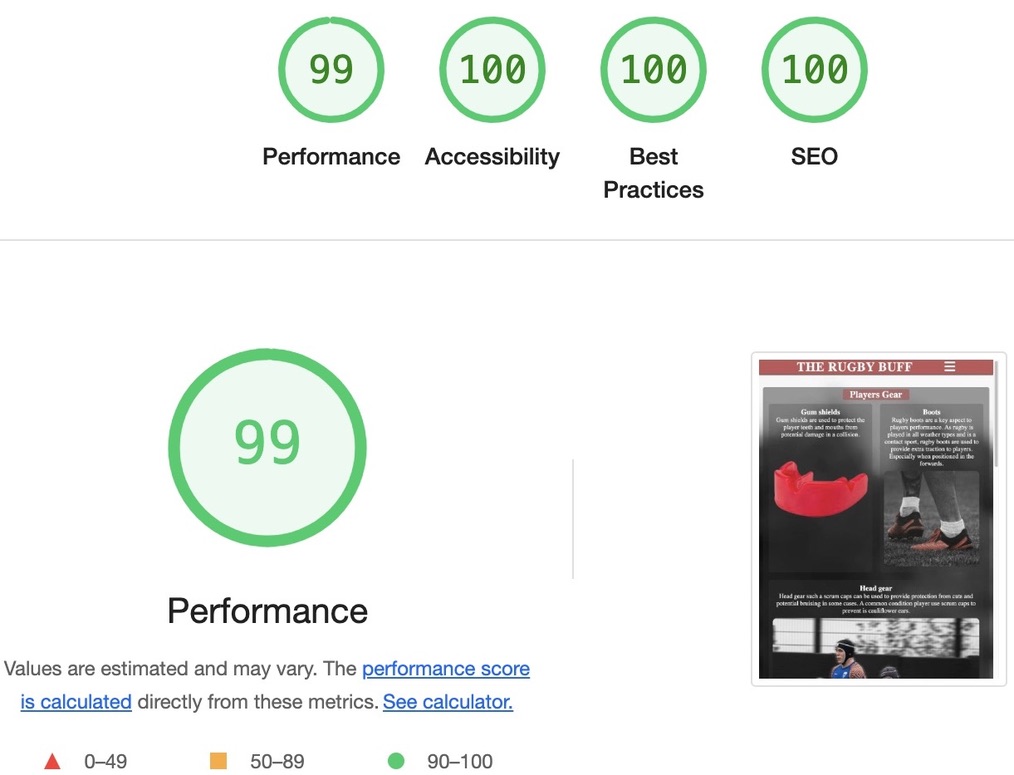 99
100
100
100
Performance
Accessibility
Best
Practices
SEO
99
Performance
Values are estimated and may vary. The performance score
is calculated directly from these metrics. See calculator.
0–49
50–89
90–100
THE RUGBY BUFF
Players Gear
Gum shields
Gum shields are used to protect the
player teeth and mouths from
potential damage in a collision.
Boots
Rugby boots are a key aspect to
players performance. As rugby is
played in all weather types and is a
contact sport, rugby boots are used to
provide extra traction to players.
Especially when positioned in the
forwards.
Head gear
Head gear such a scrum caps can be used to provide protection from cuts and
potential bruising in some cases. A common condition player use scrum caps to
prevent is cauliflower ears.